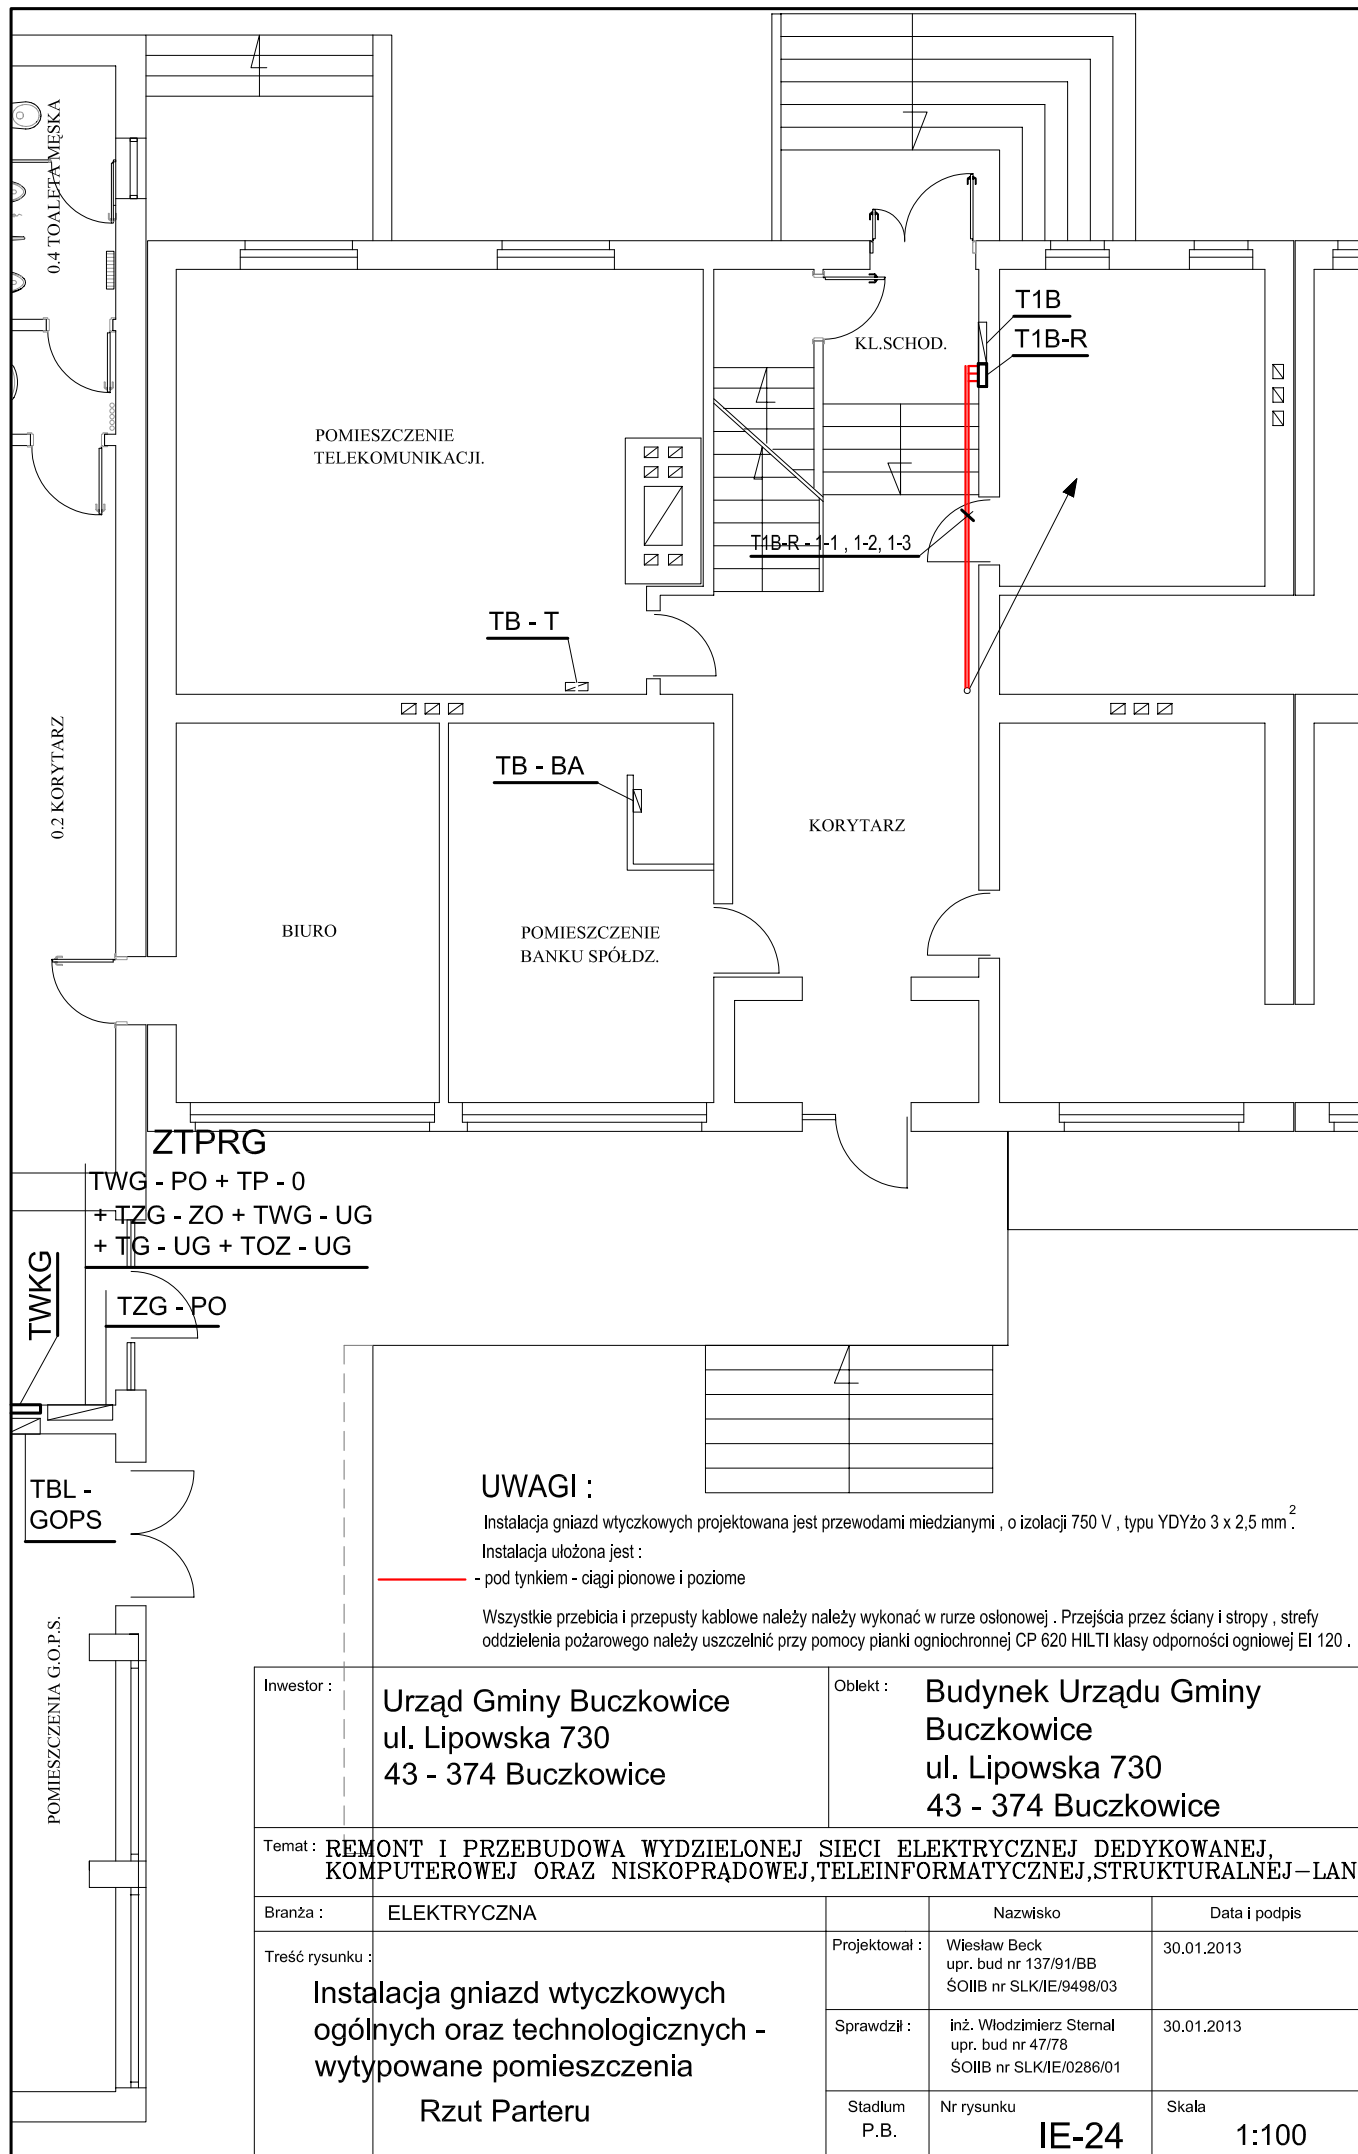 0.4 TOALETA MĘSKA
T1B
T1B-R
KL.SCHOD.
POMIESZCZENIE
TELEKOMUNIKACJI.
T1B-R - 1-1 , 1-2, 1-3
TB - T
0.2 KORYTARZ
TB - BA
KORYTARZ
BIURO
POMIESZCZENIE
BANKU SPÓŁDZ.
ZTPRG
TWG - PO + TP - 0
+ TZG - ZO + TWG - UG
+ TG - UG + TOZ - UG
TWKG
TZG - PO
TBL -
GOPS
POMIESZCZENIA G.O.P.S.
UWAGI :
Instalacja gniazd wtyczkowych projektowana jest przewodami miedzianymi , o izolacji 750 V , typu YDYżo 3 x 2,5 mm ².
Instalacja ułożona jest :
- pod tynkiem - ciągi pionowe i poziome
Wszystkie przebicia i przepusty kablowe należy należy wykonać w rurze osłonowej . Przejścia przez ściany i stropy , strefy
oddzielenia pożarowego należy uszczelnić przy pomocy pianki ogniochronnej CP 620 HILTI klasy odporności ogniowej EI 120 .
Inwestor :
Urząd Gminy Buczkowice
ul. Lipowska 730
43 - 374 Buczkowice
Obiekt :
Budynek Urzędu Gminy
Buczkowice
ul. Lipowska 730
43 - 374 Buczkowice
Temat : REMONT I PRZEBUDOWA WYDZIELONEJ SIECI ELEKTRYCZNEJ DEDYKOWANEJ,
KOMPUTEROWEJ ORAZ NISKOPRĄDOWEJ,TELEINFORMATYCZNEJ,STRUKTURALNEJ-LAN
Branża : ELEKTRYCZNA
Nazwisko
Data i podpis
Treść rysunku :
Instalacja gniazd wtyczkowych
ogólnych oraz technologicznych -
wytypowane pomieszczenia
Rzut Parteru
Projektował :
Wiesław Beck
upr. bud nr 137/91/BB
ŚOIIB nr SLK/IE/9498/03
30.01.2013
Sprawdził :
inż. Włodzimierz Sternal
upr. bud nr 47/78
ŚOIIB nr SLK/IE/0286/01
30.01.2013
Stadium
P.B.
Nr rysunku
IE-24
Skala
1:100